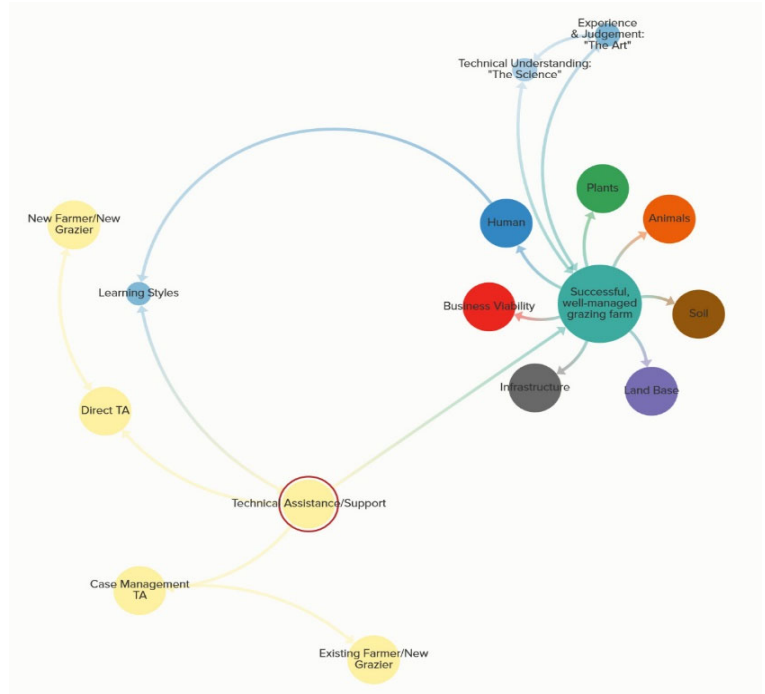 Experience
& Judgement:
"The Art"
Technical Understanding:
"The Science"
Plants
New Farmer/New
Grazier
Human
Animals
Learning Styles
Successful,
well-managed
grazing farm
Business Viability
Soil
Infrastructure
Land Base
Direct TA
Technical Assistance/Support
Case Management
TA
Existing Farmer/New
Grazier